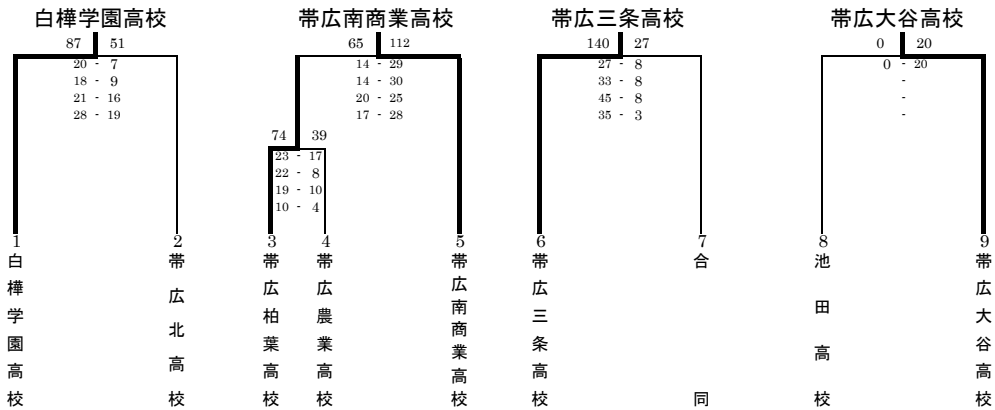 白樺学園高校 帯広南商業高校 帯広三条高校 帯広大谷高校
87 51 65 112 140 27 0 20
20 - 7 14 - 29 27 - 8 0 - 20
18 - 9 14 - 30 33 - 8 -
21 - 16 20 - 25 45 - 8 -
28 - 19 17 - 28 35 - 3 -
74 39
23 - 17
22 - 8
19 - 10
10 - 4
1 2 3 4 5 6 7 8 9
白樺学園高校
帯広北高校
帯広柏葉高校
帯広農業高校
帯広南商業高校
帯広三条高校
合同
池田高校
帯広大谷高校